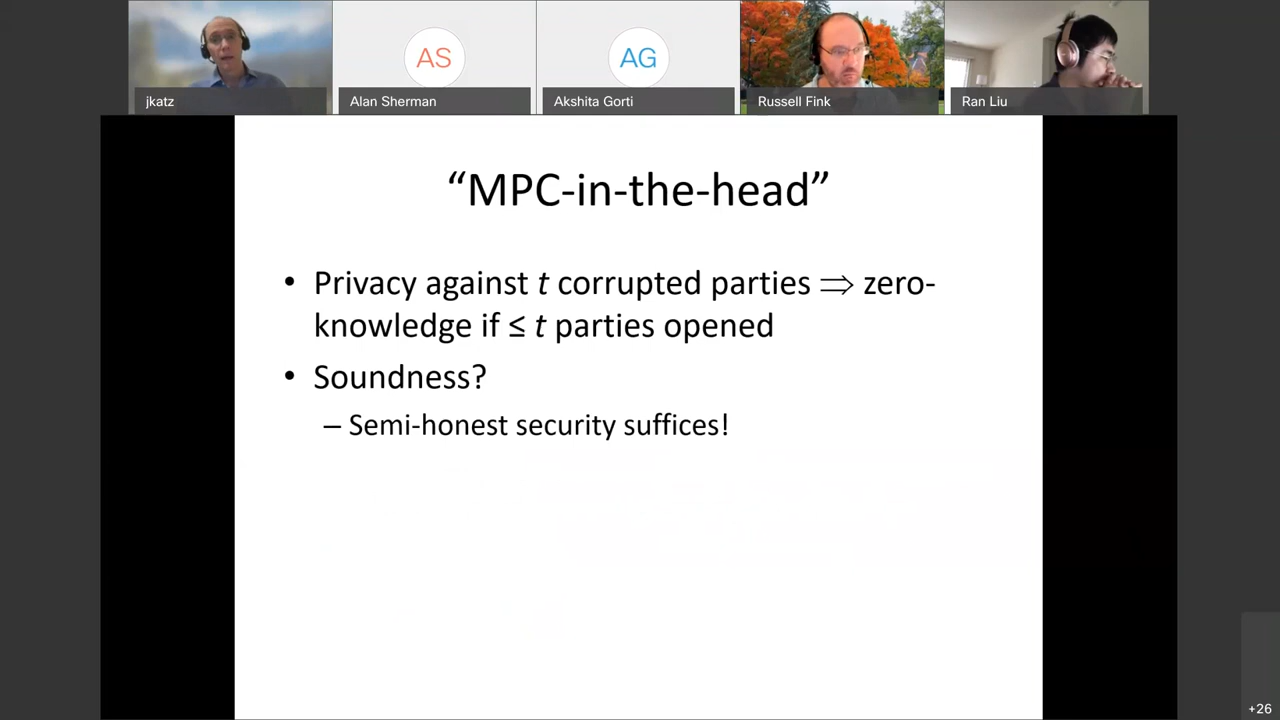 AS
AG
jkatz
Alan Sherman
Akshita Gorti
Russell Fink
Ran Liu
“MPC-in-the-head”
• Privacy against t corrupted parties ⇒ zero-
knowledge if ≤ t parties opened
• Soundness?
– Semi-honest security suffices!
+26